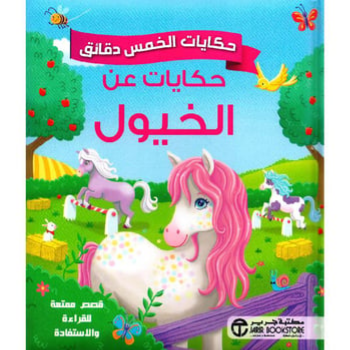 حكايات الخمس دقائق
حكايات عن
الخيول
قصص ممتعة
للقراءة
والاستفادة
مكتبة جرير
JARIR BOOKSTORE